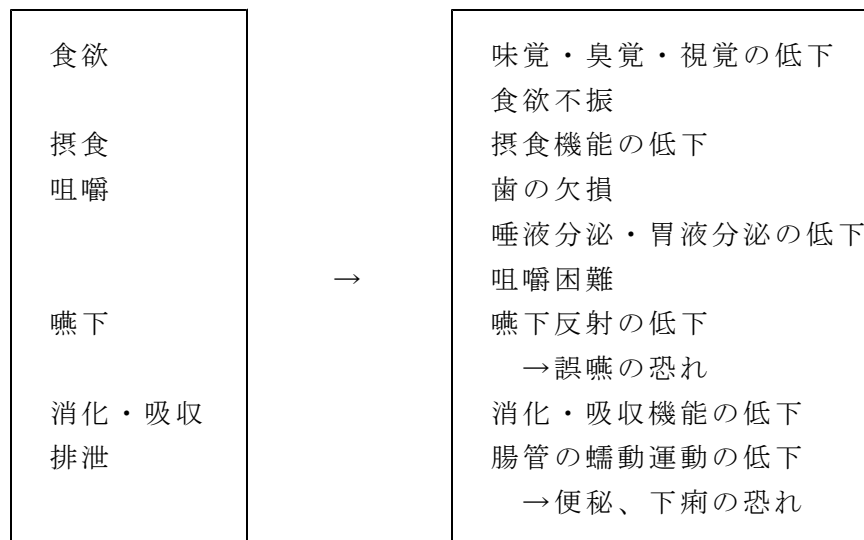 食欲
摂食
咀嚼
嚥下
消化・吸収
排泄
→
味覚・臭覚・視覚の低下
食欲不振
摂食機能の低下
歯の欠損
唾液分泌・胃液分泌の低下
咀嚼困難
嚥下反射の低下
→誤嚥の恐れ
消化・吸収機能の低下
腸管の蠕動運動の低下
→便秘、下痢の恐れ